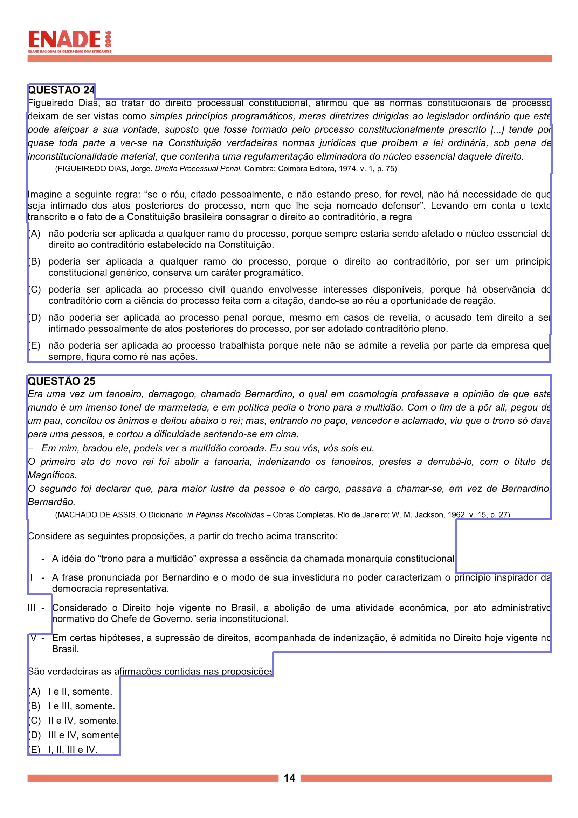 ENADE 2006
QUESTÃO 24
Figueiredo Dias, ao tratar do direito processual constitucional, afirmou que as normas constitucionais de processo
deixam de ser vistas como simples princípios programáticos, meras diretrizes dirigidas ao legislador ordinário que este
pode afeiçoar a sua vontade, suposto que fosse formado pelo processo constitucionalmente prescrito [...] tende por
quase toda parte a ver-se na Constituição verdadeiras normas jurídicas que proíbem a lei ordinária, sob pena de
inconstitucionalidade material, que contenha uma regulamentação eliminadora do núcleo essencial daquele direito.
(FIGUEIREDO DIAS, Jorge. Direito Processual Penal. Coimbra: Coimbra Editora, 1974, v. 1, p. 75)
Imagine a seguinte regra: “se o réu, citado pessoalmente, e não estando preso, for revel, não há necessidade de que
seja intimado dos atos posteriores do processo, nem que lhe seja nomeado defensor”. Levando em conta o texto
transcrito e o fato de a Constituição brasileira consagrar o direito ao contraditório, a regra
(A) não poderia ser aplicada a qualquer ramo do processo, porque sempre estaria sendo afetado o núcleo essencial do
direito ao contraditório estabelecido na Constituição.
(B) poderia ser aplicada a qualquer ramo do processo, porque o direito ao contraditório, por ser um princípio
constitucional genérico, conserva um caráter programático.
(C) poderia ser aplicada ao processo civil quando envolvesse interesses disponíveis, porque há observância do
contraditório com a ciência do processo feita com a citação, dando-se ao réu a oportunidade de reação.
(D) não poderia ser aplicada ao processo penal porque, mesmo em casos de revelia, o acusado tem direito a ser
intimado pessoalmente de atos posteriores do processo, por ser adotado contraditório pleno.
(E) não poderia ser aplicada ao processo trabalhista porque nele não se admite a revelia por parte da empresa que,
sempre, figura como ré nas ações.
QUESTÃO 25
Era uma vez um tanoeiro, demagogo, chamado Bernardino, o qual em cosmologia professava a opinião de que este
mundo é um imenso tonel de marmelada, e em política pedia o trono para a multidão. Com o fim de a pôr ali, pegou de
um pau, concitou os ânimos e deitou abaixo o rei; mas, entrando no paço, vencedor e aclamado, viu que o trono só dava
para uma pessoa, e cortou a dificuldade sentando-se em cima.
– Em mim, bradou ele, podeis ver a multidão coroada. Eu sou vós, vós sois eu.
O primeiro ato do novo rei foi abolir a tanoaria, indenizando os tanoeiros, prestes a derrubá-lo, com o título de
Magníficos.
O segundo foi declarar que, para maior lustre da pessoa e do cargo, passava a chamar-se, em vez de Bernardino,
Bernardão.
(MACHADO DE ASSIS. O Dicionário. in Páginas Recolhidas – Obras Completas, Rio de Janeiro: W. M. Jackson, 1962, v. 15, p. 27)
Considere as seguintes proposições, a partir do trecho acima transcrito:
- A idéia do “trono para a multidão” expressa a essência da chamada monarquia constitucional.
II - A frase pronunciada por Bernardino e o modo de sua investidura no poder caracterizam o princípio inspirador da
democracia representativa.
III - Considerado o Direito hoje vigente no Brasil, a abolição de uma atividade econômica, por ato administrativo
normativo do Chefe de Governo, seria inconstitucional.
IV - Em certas hipóteses, a supressão de direitos, acompanhada de indenização, é admitida no Direito hoje vigente no
Brasil.
São verdadeiras as afirmações contidas nas proposições
(A) I e II, somente.
(B) I e III, somente.
(C) II e IV, somente.
(D) III e IV, somente.
(E) I, II, III e IV.
14